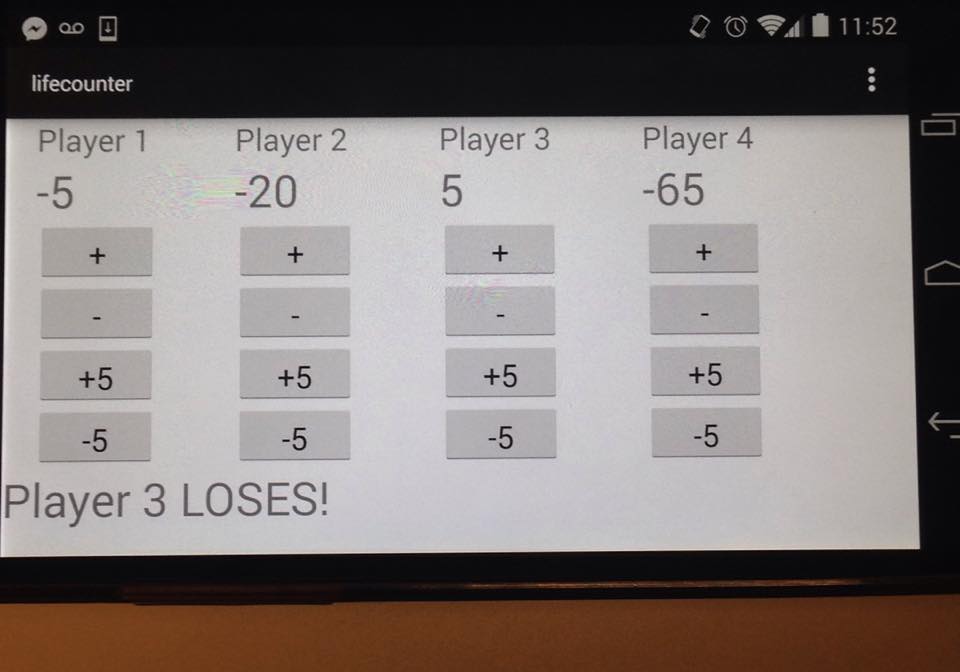 11:52
lifecounter
Player 1 Player 2 Player 3 Player 4
-5 -20 5 -65
+ + + +
- - - -
+5 +5 +5 +5
-5 -5 -5 -5
Player 3 LOSES!